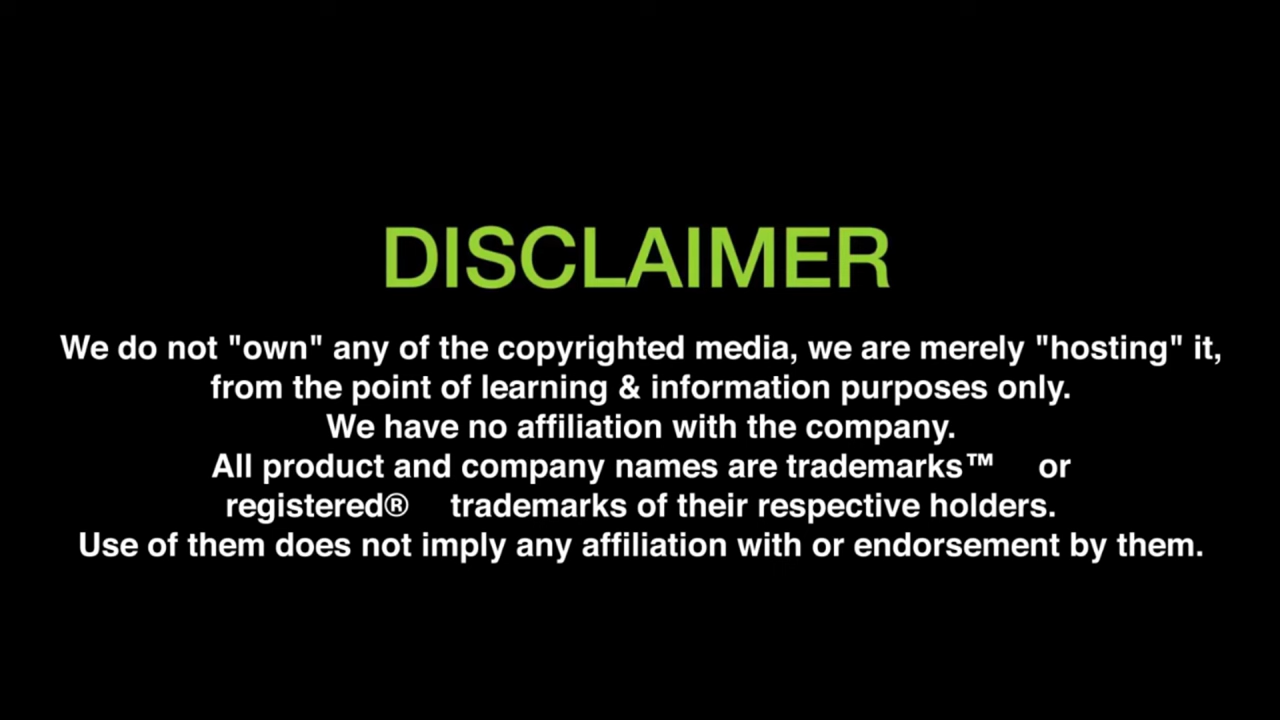 DISCLAIMER
We do not "own" any of the copyrighted media, we are merely "hosting" it,
from the point of learning & information purposes only.
We have no affiliation with the company.
All product and company names are trademarks™ or
registered® trademarks of their respective holders.
Use of them does not imply any affiliation with or endorsement by them.